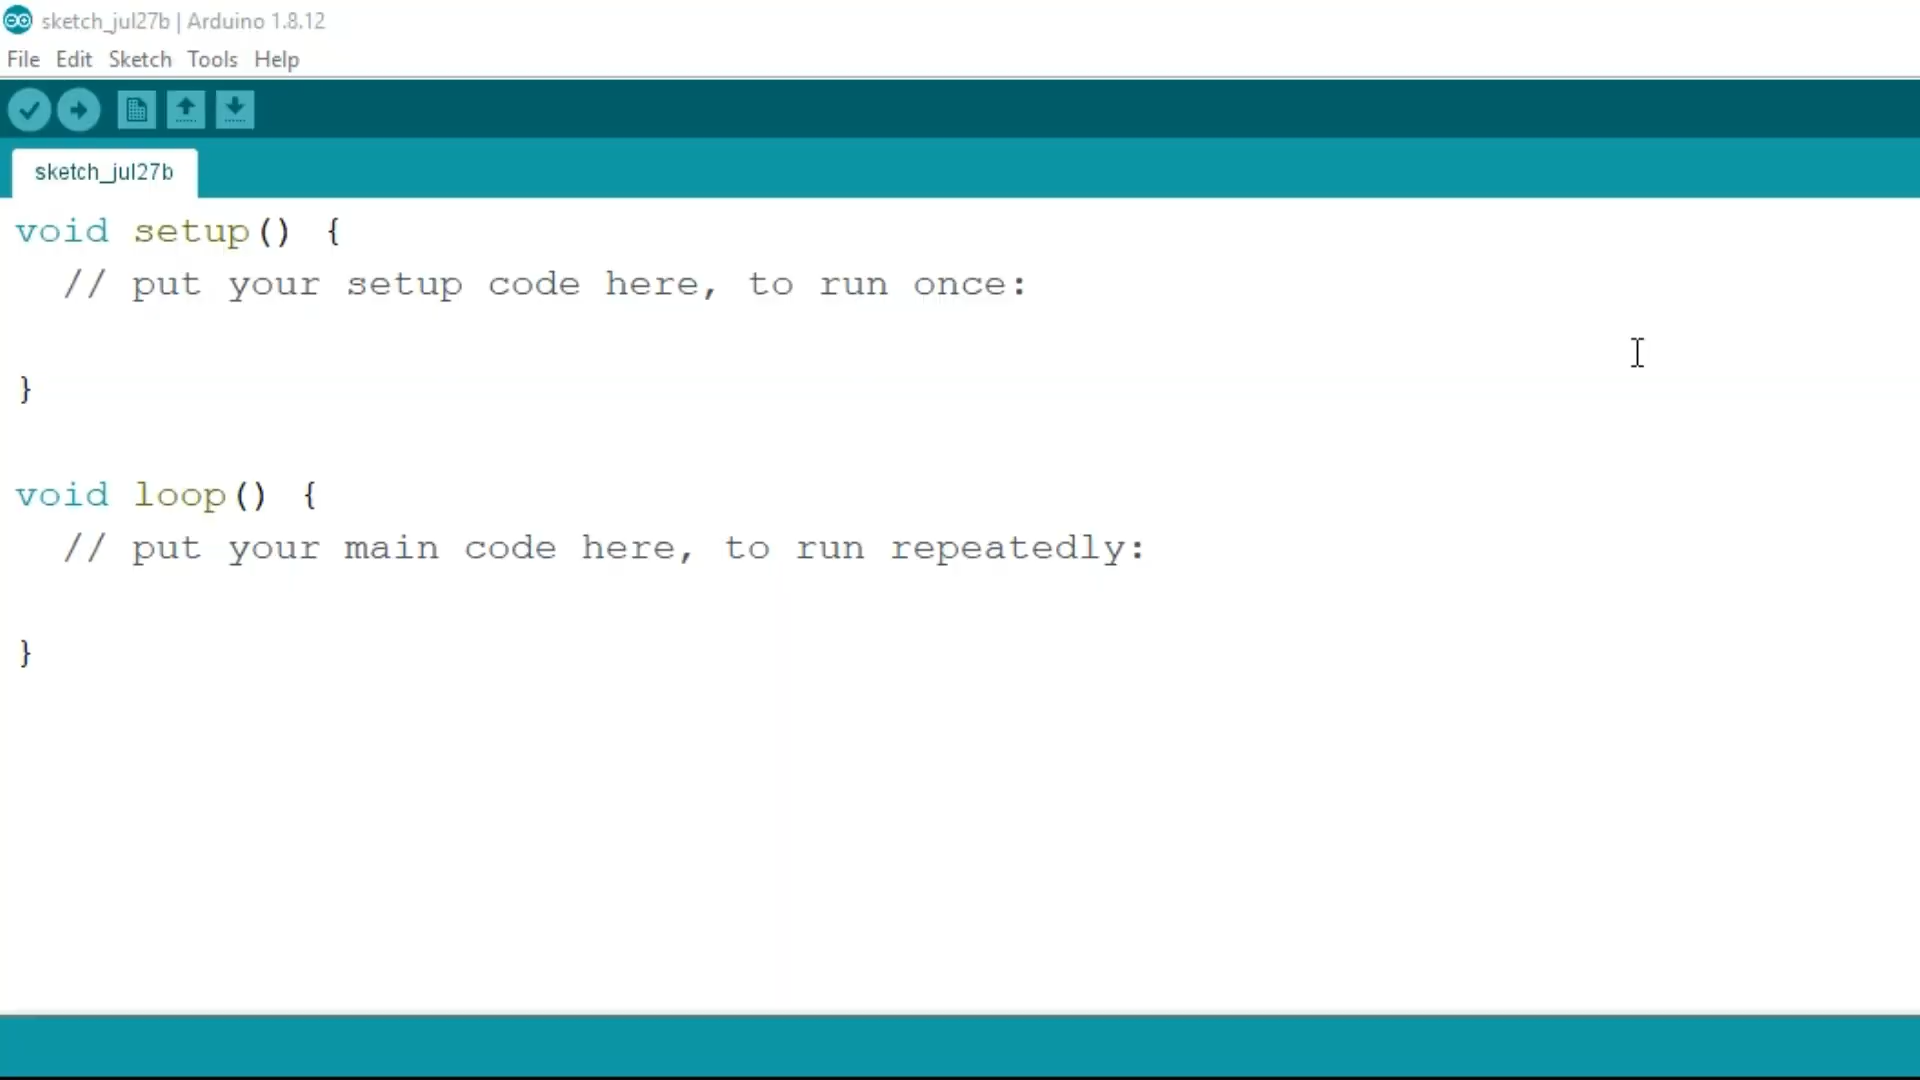 sketch_jul27b | Arduino 1.8.12
File Edit Sketch Tools Help
sketch_jul27b
void setup() {
  // put your setup code here, to run once:
}
void loop() {
  // put your main code here, to run repeatedly:
}